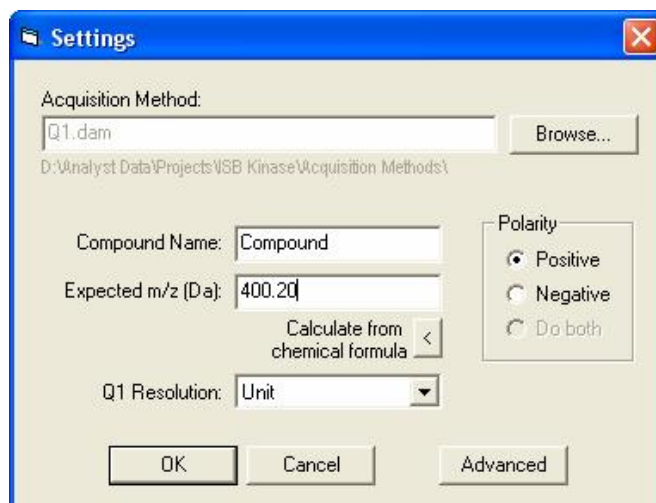 Settings
Acquisition Method:
Q1.dam
Browse...
D:\Analyst Data\Projects\ISB Kinase\Acquisition Methods\
Compound Name:
Compound
Expected m/z (Da):
400.20
Calculate from
chemical formula
<
Q1 Resolution:
Unit
Polarity
Positive
Negative
Do both
OK
Cancel
Advanced